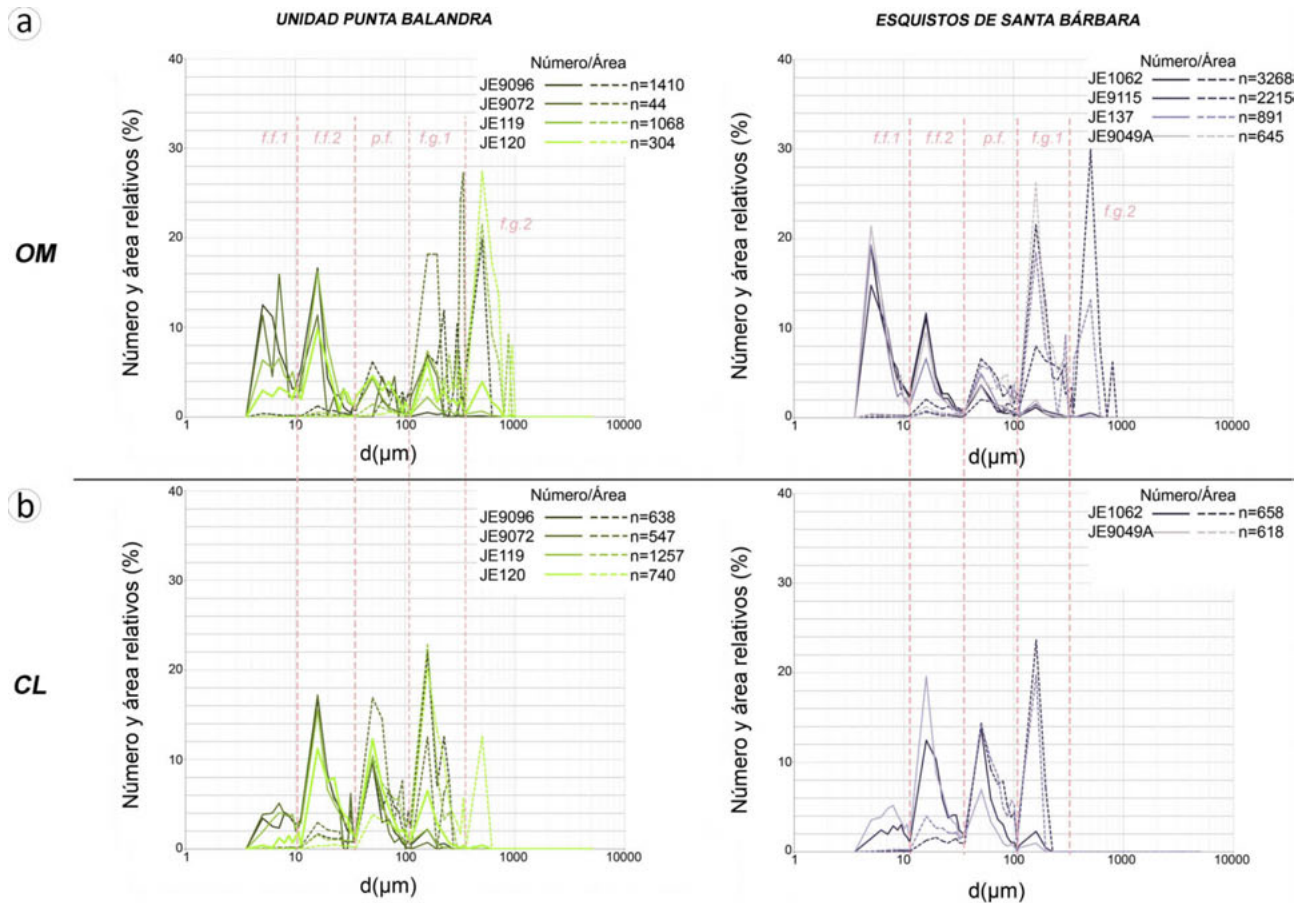 a
UNIDAD PUNTA BALANDRA
ESQUISTOS DE SANTA BÁRBARA
OM
Número y área relativos (%)
40
30
20
10
0
1
10
100
1000
10000
d(µm)
Número/Área
JE9096 n=1410
JE9072 n=44
JE119 n=1068
JE120 n=304
f.f.1
f.f.2
p.f.
f.g.1
f.g.2
Número y área relativos (%)
40
30
20
10
0
1
10
100
1000
10000
d(µm)
Número/Área
JE1062 n=3268
JE9115 n=2215
JE137 n=891
JE9049A n=645
f.f.1
f.f.2
p.f.
f.g.1
f.g.2
b
CL
Número y área relativos (%)
40
30
20
10
0
1
10
100
1000
10000
d(µm)
Número/Área
JE9096 n=638
JE9072 n=547
JE119 n=1257
JE120 n=740
Número y área relativos (%)
40
30
20
10
0
1
10
100
1000
10000
d(µm)
Número/Área
JE1062 n=658
JE9049A n=618